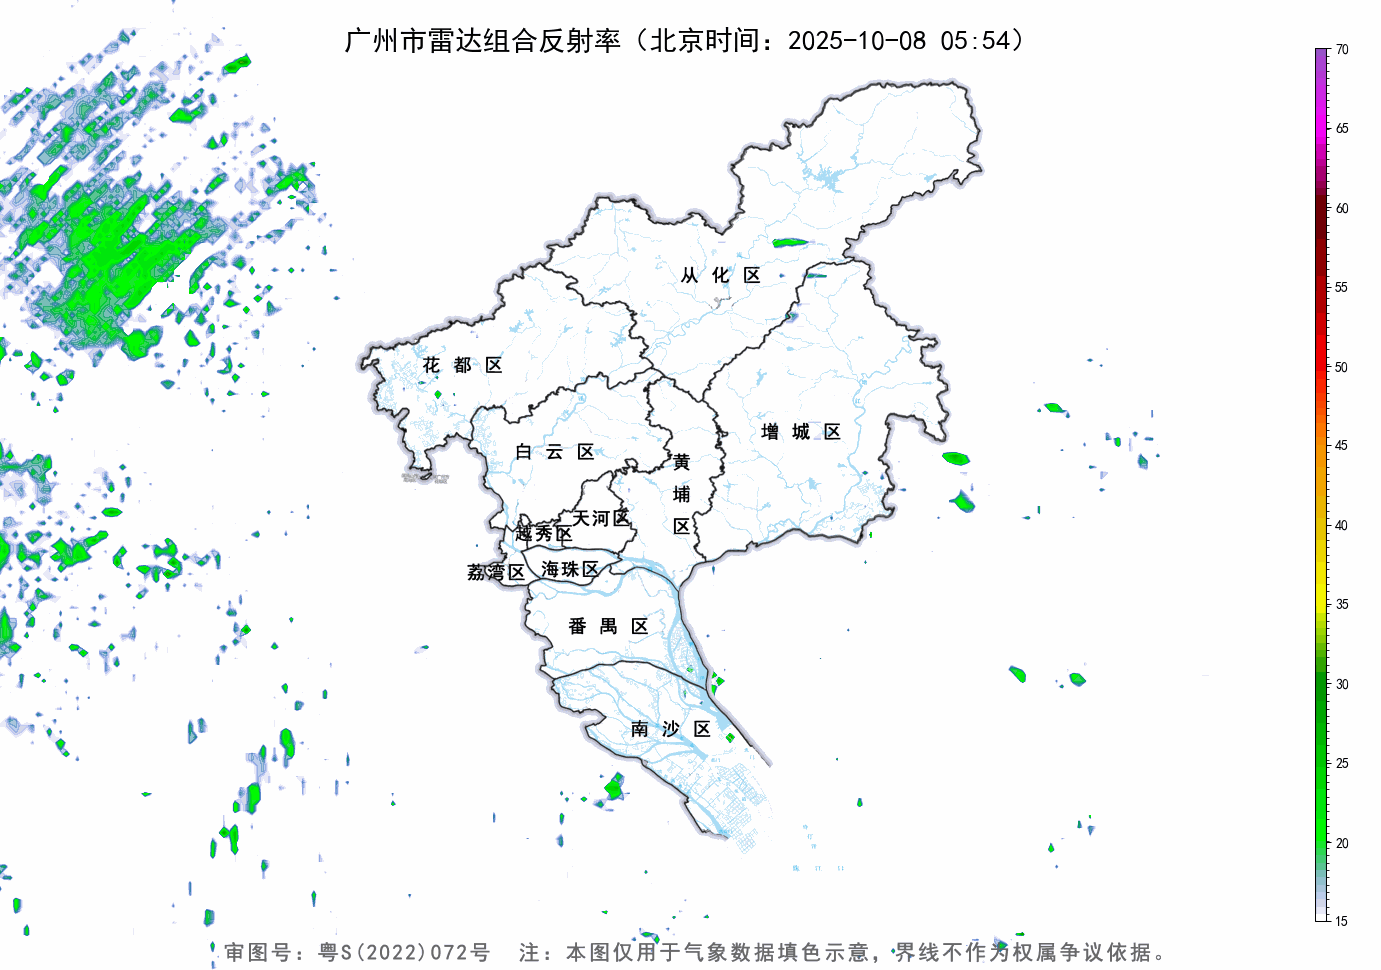 广州市雷达组合反射率（北京时间：2025-10-08 05:54）
70
65
60
55
50
45
40
35
30
25
20
15
从化区
花都区
增城区
白云区
黄埔区
天河区
越秀区
海珠区
荔湾区
番禺区
南沙区
审图号：粤S(2022)072号 注：本图仅用于气象数据填色示意，界线不作为权属争议依据。